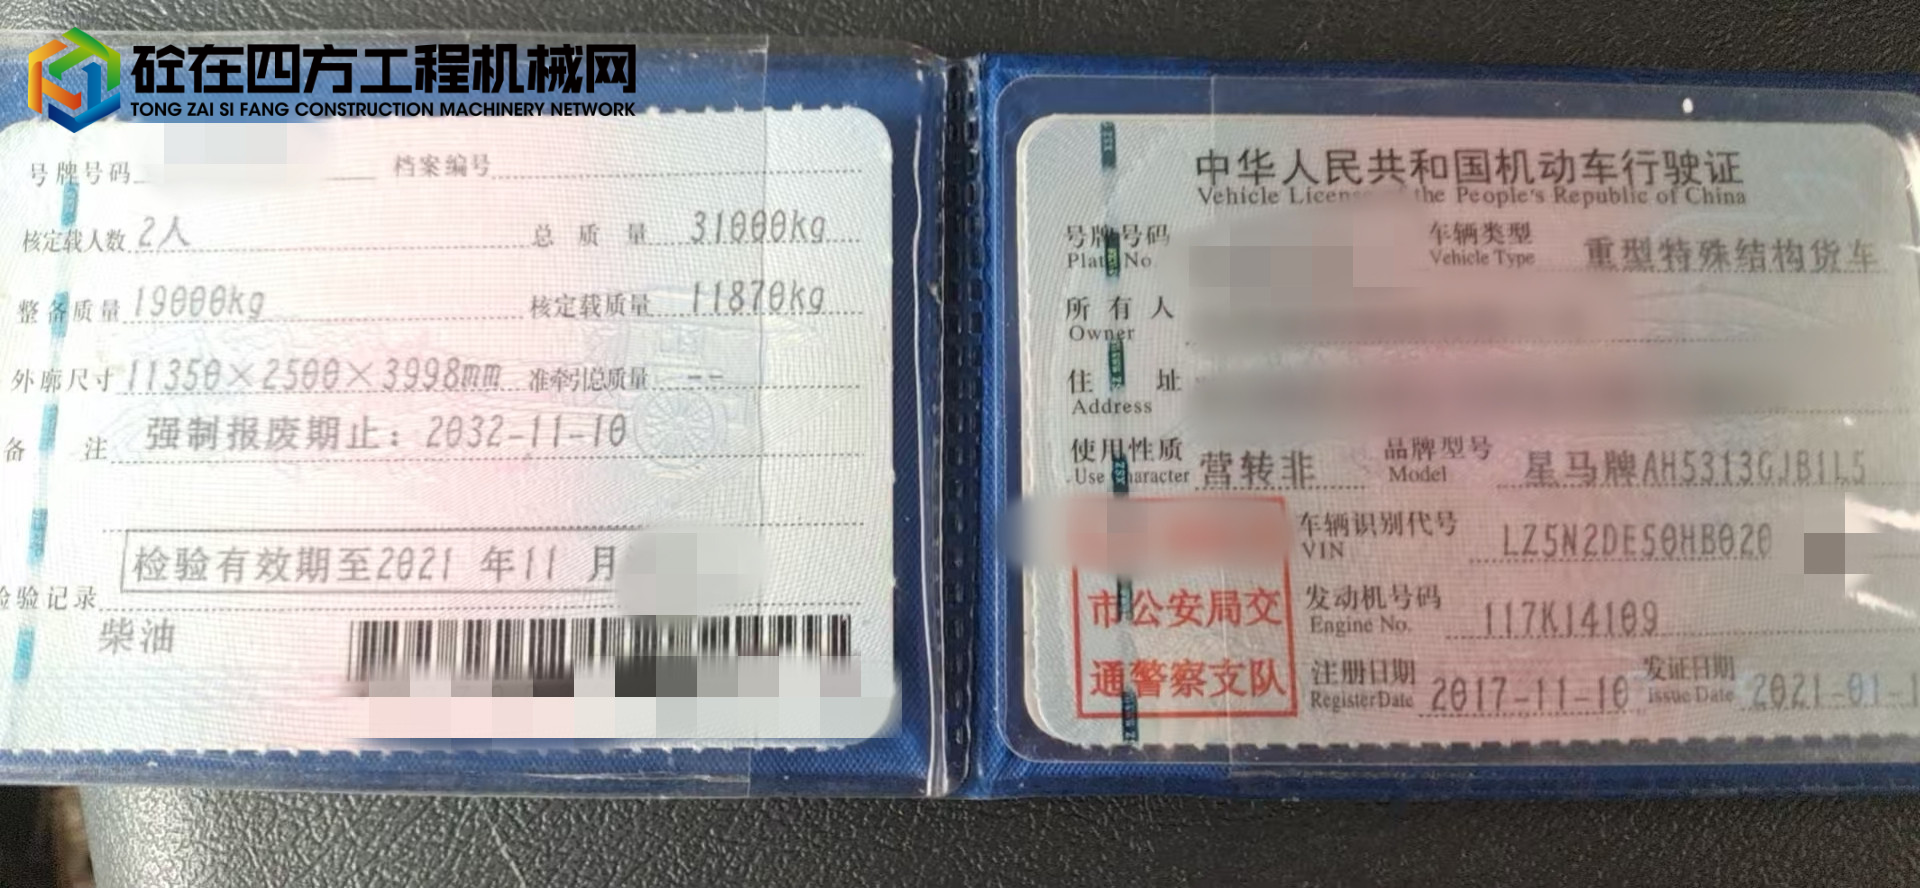 砼在四方工程机械网
TONG ZAI SI FANG CONSTRUCTION MACHINERY NETWORK
号牌号码
档案编号
核定载人数 2人
总质量 31000kg
整备质量 19000kg
核定载质量 11870kg
外廓尺寸 11350×2500×3998mm
准牵引总质量 --
备注 强制报废期止：2032-11-10
检验有效期至2021 年11 月
检验记录
柴油
中华人民共和国机动车行驶证
Vehicle License of the People's Republic of China
号牌号码
Plate No
车辆类型 重型特殊结构货车
Vehicle Type
所有人
Owner
住址
Address
使用性质 营转非
Use Character
品牌型号 星马牌AH5313GJB1L5
Model
车辆识别代号 LZ5N2DE50HB020
VIN
市公安局交
通警察支队
发动机号码 117K14109
Engine No.
注册日期 2017-11-10
Register Date
发证日期 2021-01-1
Issue Date